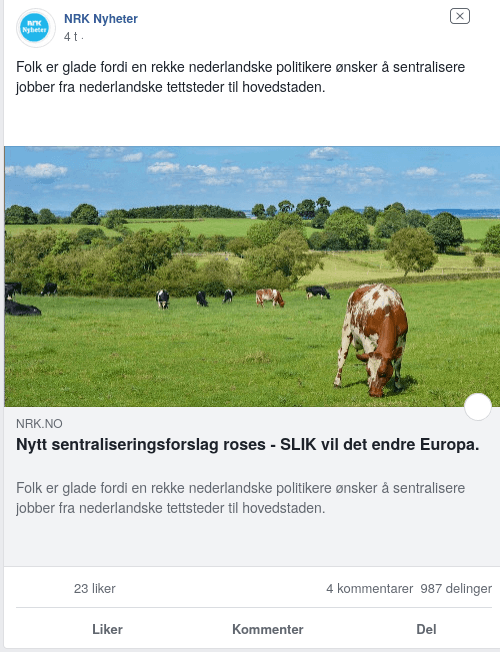 NRK
Nyheter
NRK Nyheter
4 t ·
Folk er glade fordi en rekke nederlandske politikere ønsker å sentralisere
jobber fra nederlandske tettsteder til hovedstaden.
NRK.NO
Nytt sentraliseringsforslag roses - SLIK vil det endre Europa.
Folk er glade fordi en rekke nederlandske politikere ønsker å sentralisere
jobber fra nederlandske tettsteder til hovedstaden.
23 liker
4 kommentarer 987 delinger
Liker Kommenter Del